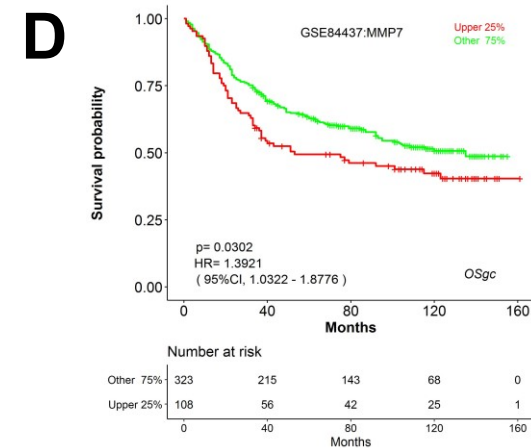 D
GSE84437:MMP7
Upper 25%
Other 75%
Survival probability
1.00
0.75
0.50
0.25
0.00
p= 0.0302
HR= 1.3921
( 95%CI, 1.0322 - 1.8776 )
OSgc
0 40 80 120 160
Months
Number at risk
Other 75% 323 215 143 68 0
Upper 25% 108 56 42 25 1
0 40 80 120 160
Months